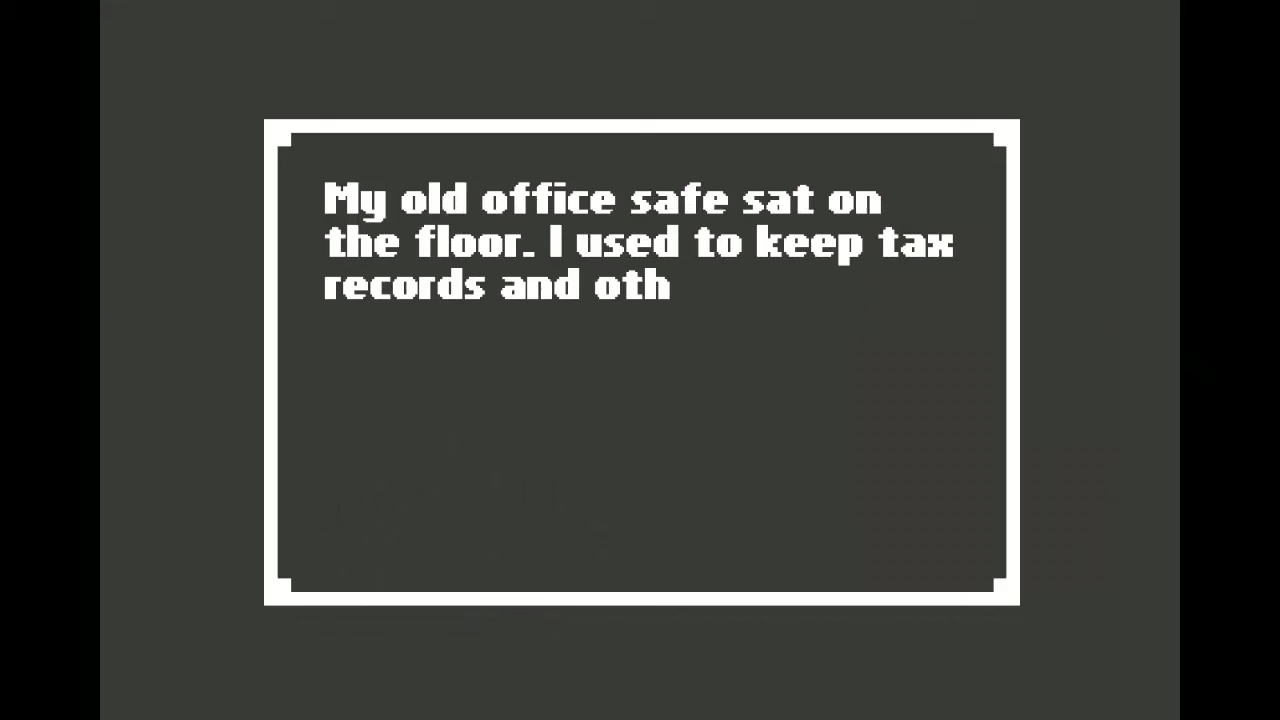 My old office safe sat on
the floor. I used to keep tax
records and oth